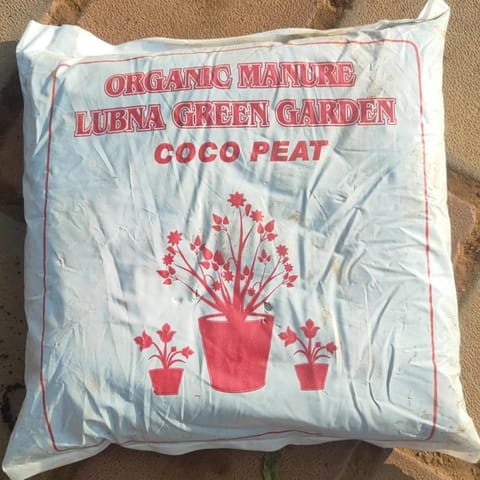 ORGANIC MANURE
LUBNA GREEN GARDEN
COCO PEAT